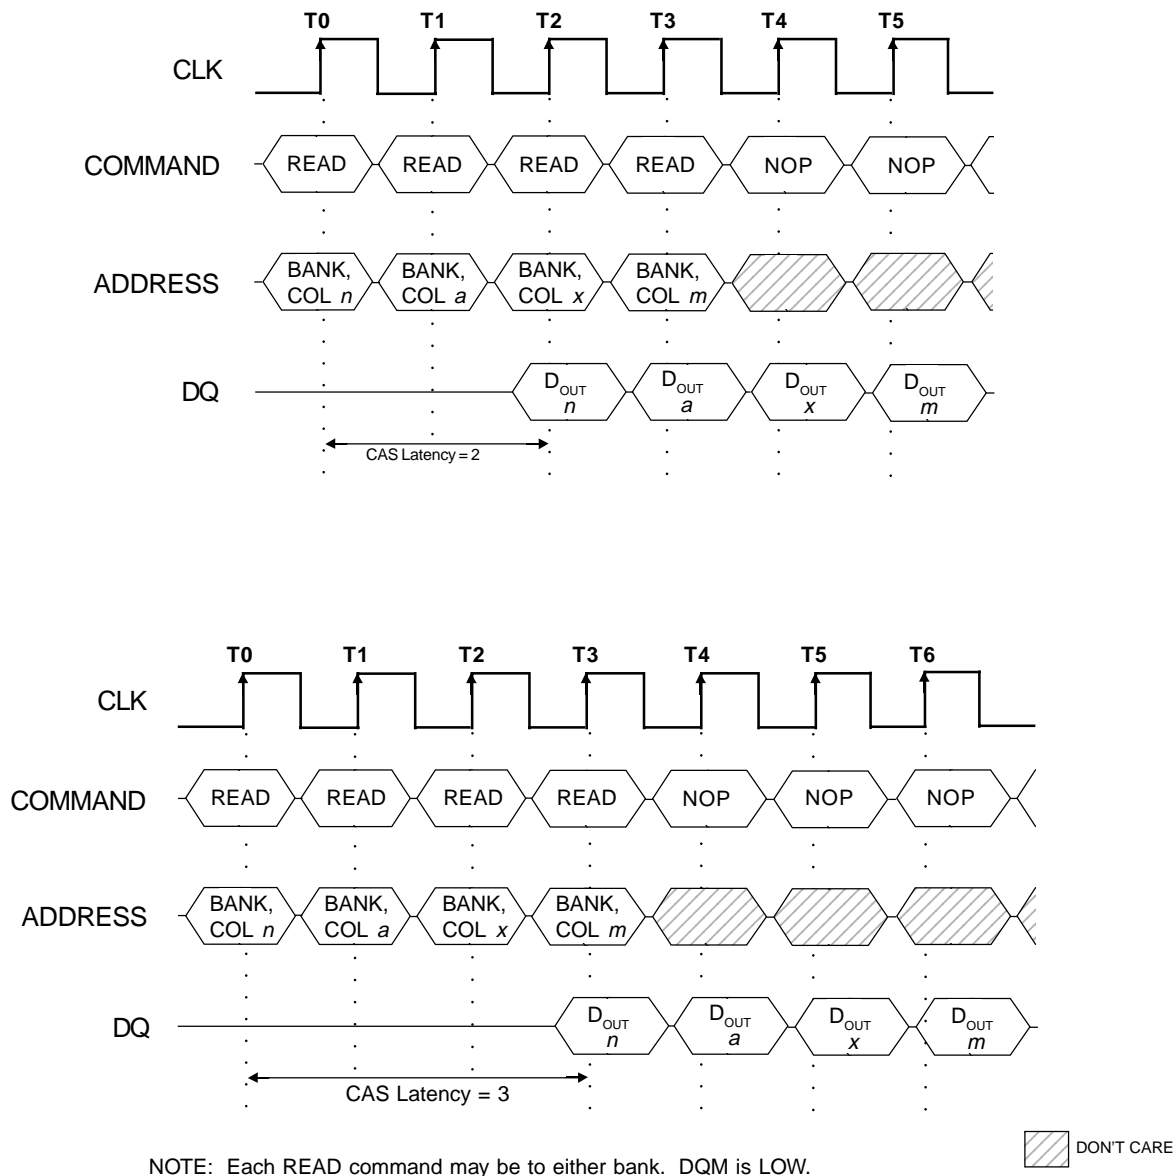 T0 T1 T2 T3 T4 T5
CLK
COMMAND READ READ READ READ NOP NOP
ADDRESS
BANK, BANK, BANK, BANK,
COL n COL a COL x COL m
DQ
DOUT DOUT DOUT DOUT
n a x m
CAS Latency = 2
T0 T1 T2 T3 T4 T5 T6
CLK
COMMAND READ READ READ READ NOP NOP NOP
ADDRESS
BANK, BANK, BANK, BANK,
COL n COL a COL x COL m
DQ
DOUT DOUT DOUT DOUT
n a x m
CAS Latency = 3
DON'T CARE
NOTE: Each READ command may be to either bank. DQM is LOW.